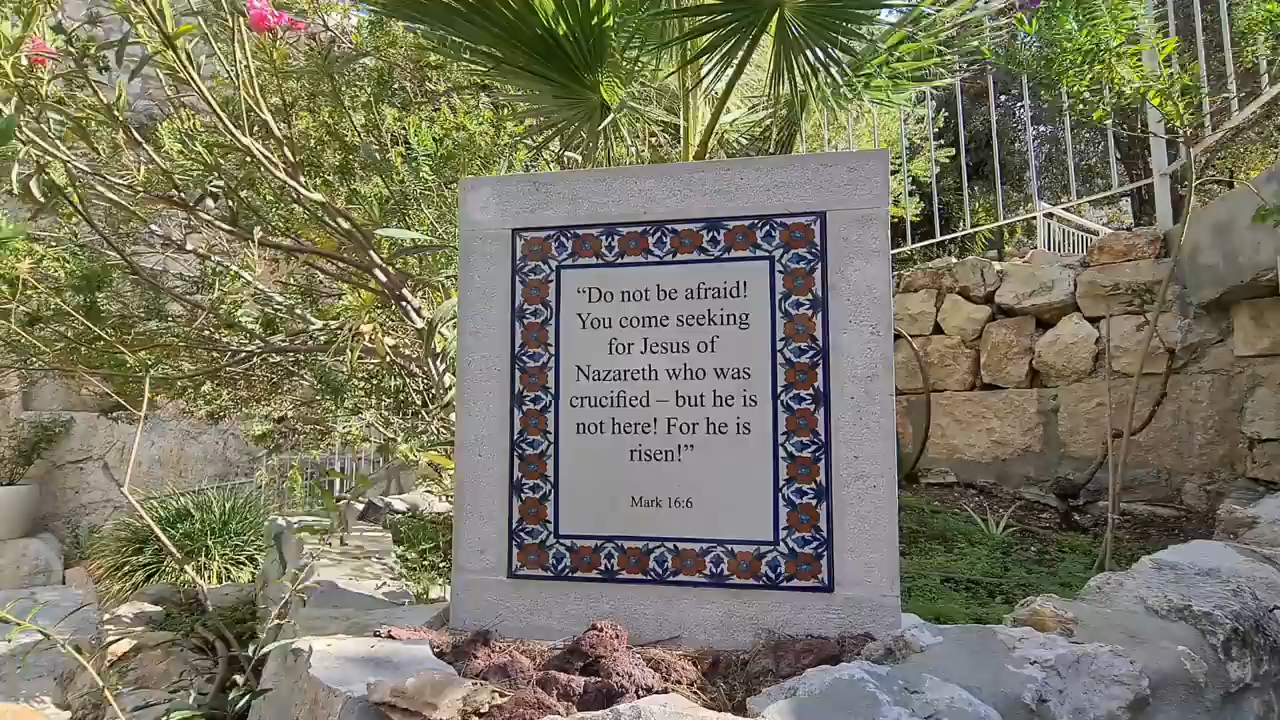 “Do not be afraid!
You come seeking
for Jesus of
Nazareth who was
crucified – but he is
not here! For he is
risen!”
Mark 16:6